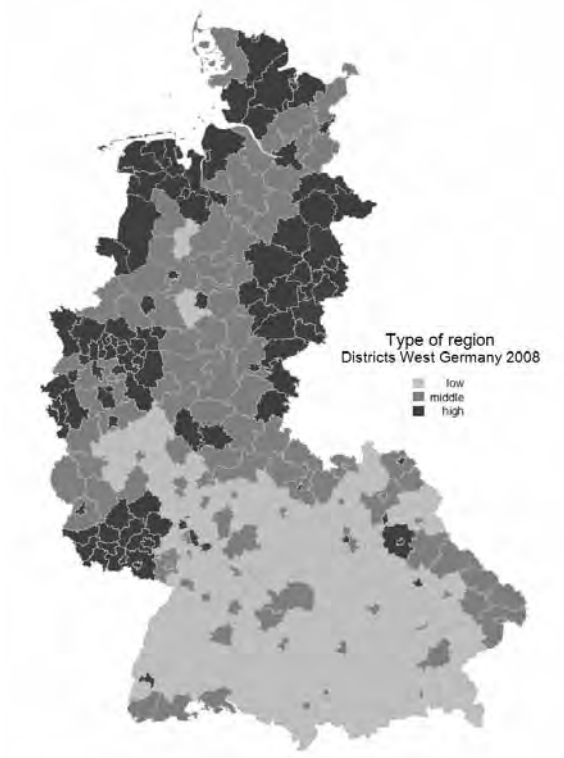 Type of region
Districts West Germany 2008
low
middle
high